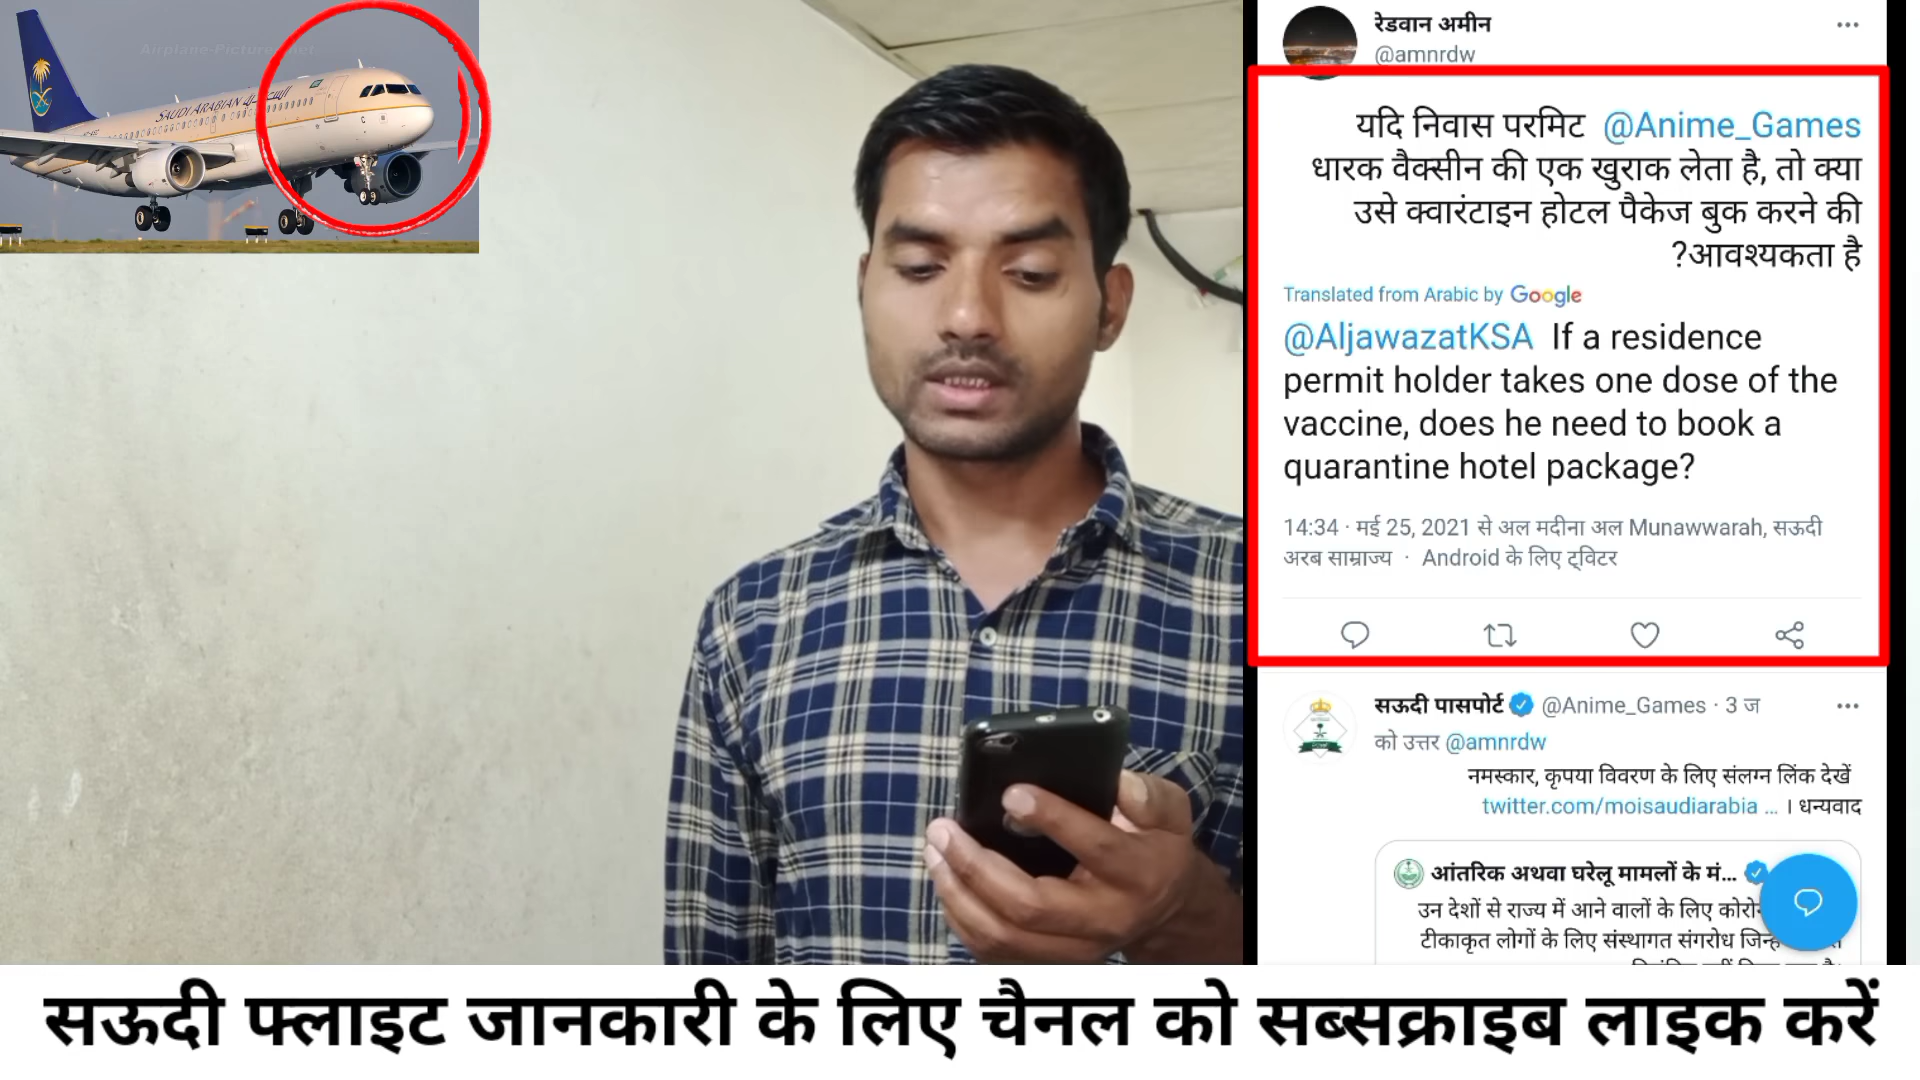 Airplane-Pictures.net
SAUDI ARABIAN السعودية
रेडवान अमीन
@amnrdw
यदि निवास परमिट @Anime_Games
धारक वैक्सीन की एक खुराक लेता है, तो क्या
उसे क्वारंटाइन होटल पैकेज बुक करने की
?आवश्यकता है
Translated from Arabic by Google
@AljawazatKSA If a residence
permit holder takes one dose of the
vaccine, does he need to book a
quarantine hotel package?
14:34 · मई 25, 2021 से अल मदीना अल Munawwarah, सऊदी
अरब साम्राज्य · Android के लिए ट्विटर
सऊदी पासपोर्ट @Anime_Games · 3 ज
को उत्तर @amnrdw
नमस्कार, कृपया विवरण के लिए संलग्न लिंक देखें
twitter.com/moisaudiarabia ... । धन्यवाद
आंतरिक अथवा घरेलू मामलों के मं...
उन देशों से राज्य में आने वालों के लिए
टीकाकृत लोगों के लिए संस्थागत संगरोध
सऊदी फ्लाइट जानकारी के लिए चैनल को सब्सक्राइब लाइक करें